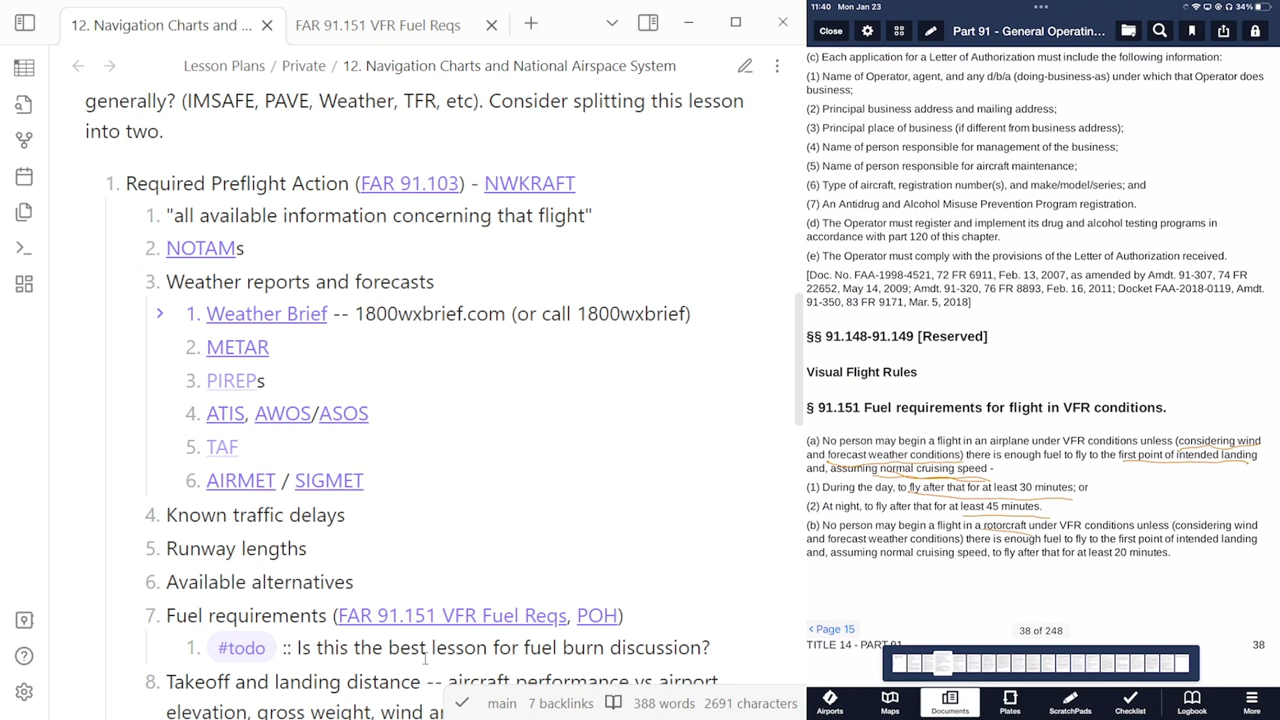 12. Navigation Charts and ...
FAR 91.151 VFR Fuel Reqs
Lesson Plans / Private / 12. Navigation Charts and National Airspace System
generally? (IMSAFE, PAVE, Weather, TFR, etc). Consider splitting this lesson
into two.
1. Required Preflight Action (FAR 91.103) - NWKRAFT
1. "all available information concerning that flight"
2. NOTAMs
3. Weather reports and forecasts
1. Weather Brief -- 1800wxbrief.com (or call 1800wxbrief)
2. METAR
3. PIREPs
4. ATIS, AWOS/ASOS
5. TAF
6. AIRMET / SIGMET
4. Known traffic delays
5. Runway lengths
6. Available alternatives
7. Fuel requirements (FAR 91.151 VFR Fuel Reqs, POH)
1. #todo :: Is this the best lesson for fuel burn discussion?
8. Takeoff and landing distance -- aircraft performance vs airport
elevation, gross weight, wind an
main 7 backlinks 388 words 2691 characters
11:40 Mon Jan 23
34%
Close
Part 91 - General Operatin...
(c) Each application for a Letter of Authorization must include the following information:
(1) Name of Operator, agent, and any d/b/a (doing-business-as) under which that Operator does
business;
(2) Principal business address and mailing address;
(3) Principal place of business (if different from business address);
(4) Name of person responsible for management of the business;
(5) Name of person responsible for aircraft maintenance;
(6) Type of aircraft, registration number(s), and make/model/series; and
(7) An Antidrug and Alcohol Misuse Prevention Program registration.
(d) The Operator must register and implement its drug and alcohol testing programs in
accordance with part 120 of this chapter.
(e) The Operator must comply with the provisions of the Letter of Authorization received.
[Doc. No. FAA-1998-4521, 72 FR 6911, Feb. 13, 2007, as amended by Amdt. 91-307, 74 FR
22652, May 14, 2009; Amdt. 91-320, 76 FR 8893, Feb. 16, 2011; Docket FAA-2018-0119, Amdt.
91-350, 83 FR 9171, Mar. 5, 2018]
§§ 91.148-91.149 [Reserved]
Visual Flight Rules
§ 91.151 Fuel requirements for flight in VFR conditions.
(a) No person may begin a flight in an airplane under VFR conditions unless (considering wind
and forecast weather conditions) there is enough fuel to fly to the first point of intended landing
and, assuming normal cruising speed -
(1) During the day, to fly after that for at least 30 minutes; or
(2) At night, to fly after that for at least 45 minutes.
(b) No person may begin a flight in a rotorcraft under VFR conditions unless (considering wind
and forecast weather conditions) there is enough fuel to fly to the first point of intended landing
and, assuming normal cruising speed, to fly after that for at least 20 minutes.
Page 15
38 of 248
TITLE 14 - PART 91
38
Airports Maps Documents Plates ScratchPads Checklist Logbook More